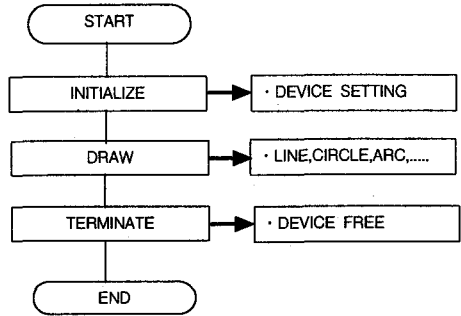 START
INITIALIZE
· DEVICE SETTING
DRAW
· LINE,CIRCLE,ARC,.....
TERMINATE
· DEVICE FREE
END